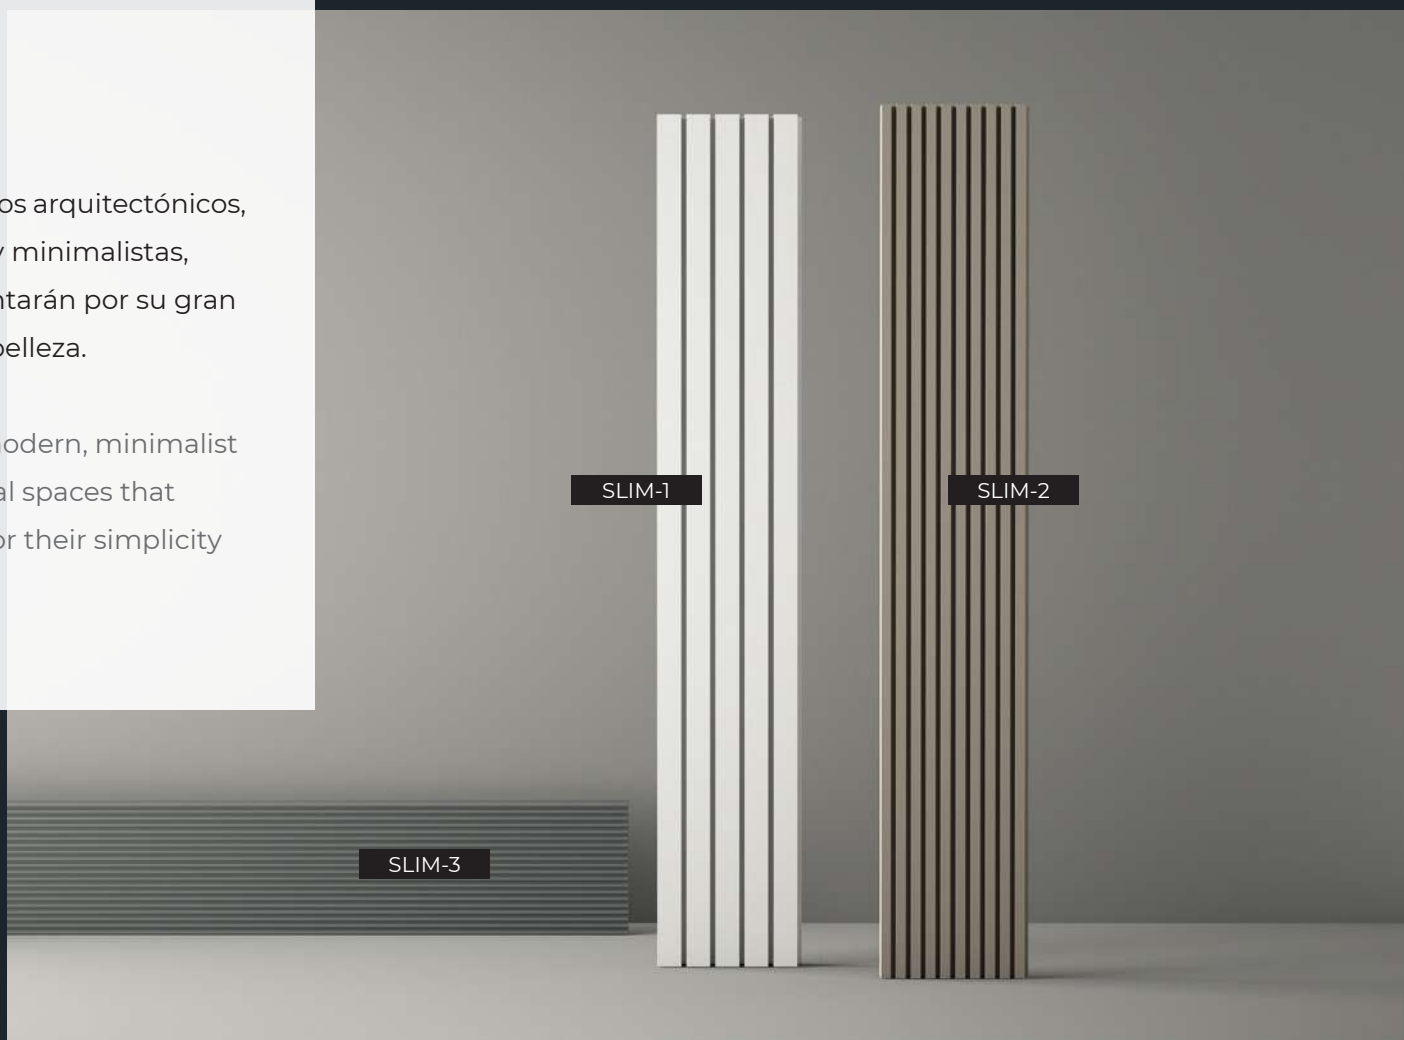 os arquitectónicos,
y minimalistas,
ntarán por su gran
belleza.
modern, minimalist
al spaces that
or their simplicity
SLIM-1
SLIM-2
SLIM-3